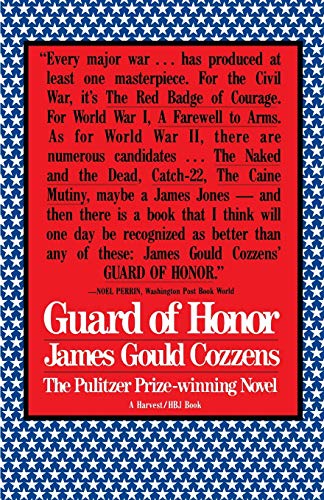 “Every major war . . . has produced at
least one masterpiece. For the Civil
War, it's The Red Badge of Courage.
For World War I, A Farewell to Arms.
As for World War II, there are
numerous candidates . . . The Naked
and the Dead, Catch-22, The Caine
Mutiny, maybe a James Jones — and
then there is a book that I think will
one day be recognized as better than
any of these: James Gould Cozzens'
GUARD OF HONOR.”
—NOEL PERRIN, Washington Post Book World
Guard of Honor
James Gould Cozzens
The Pulitzer Prize-winning Novel
A Harvest/HBJ Book